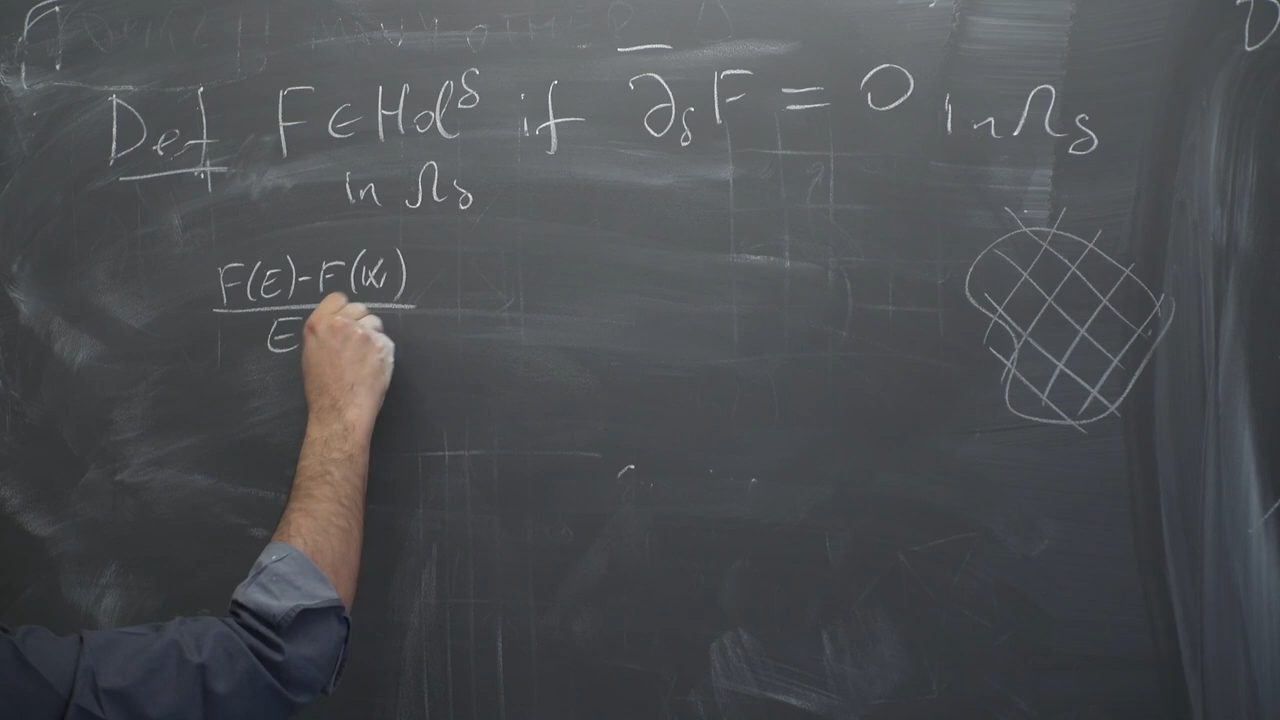 Def F ∈ Hol^δ if ∂̅_δ F = 0 in Ω_δ
in Ω_δ
F(E)-F(W)
E